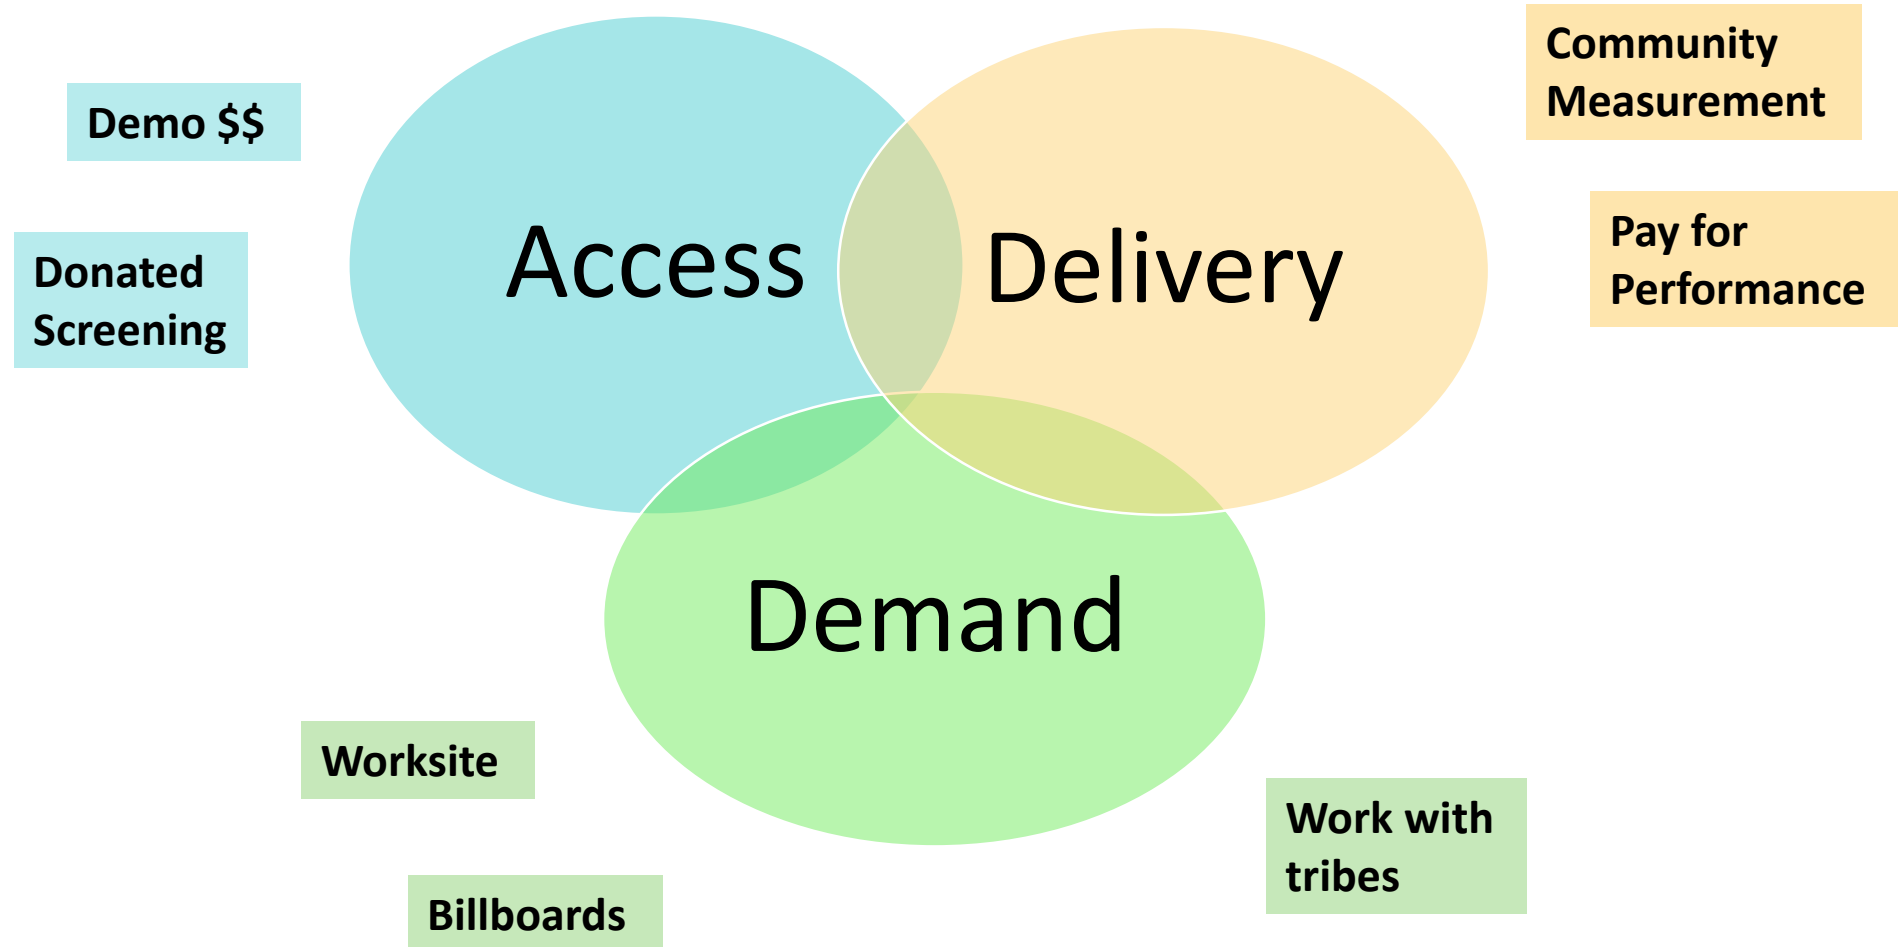 Demo $$
Donated
Screening
Access
Delivery
Community
Measurement
Pay for
Performance
Demand
Worksite
Billboards
Work with
tribes